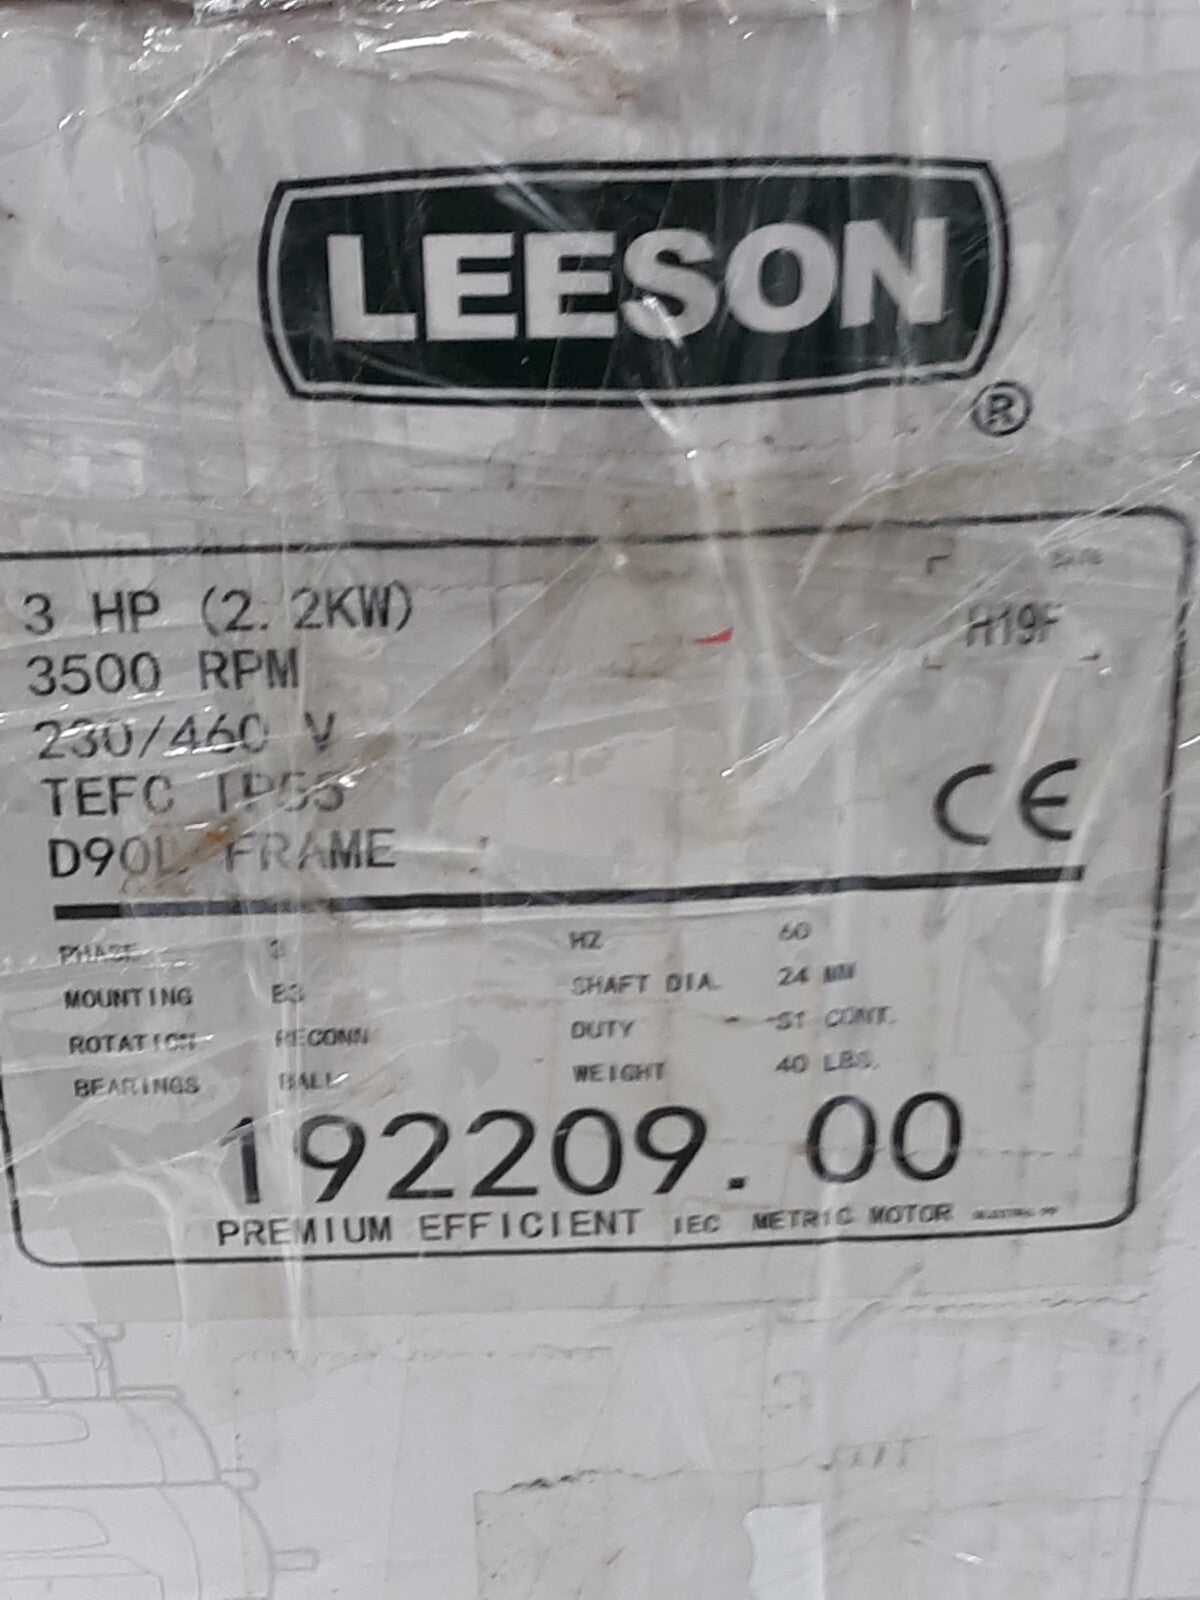 LEESON
®
3 HP (2.2KW)
3500 RPM
230/460 V
TEFC IP55
D90L FRAME
H19F
CE
PHASE 3 HZ 60
MOUNTING B3 SHAFT DIA. 24 MM
ROTATION RECONN DUTY S1 CONT.
BEARINGS BALL WEIGHT 40 LBS.
192209.00
PREMIUM EFFICIENT IEC METRIC MOTOR